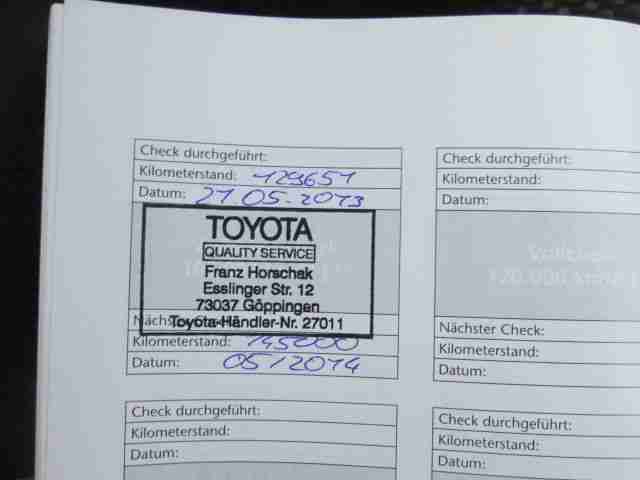 Check durchgeführt:
Kilometerstand: 129651
Datum: 21 05. 2013
TOYOTA
QUALITY SERVICE
Franz Horschak
Esslinger Str. 12
73037 Göppingen
Toyota-Händler-Nr. 27011
Kilometerstand: 145000
Datum: 05/2014
Check durchgeführt:
Kilometerstand:
Datum:
Nächster Check:
Kilometerstand:
Datum:
Check durchgeführt:
Kilometerstand:
Datum:
Check durchgeführt:
Kilometerstand:
Datum: